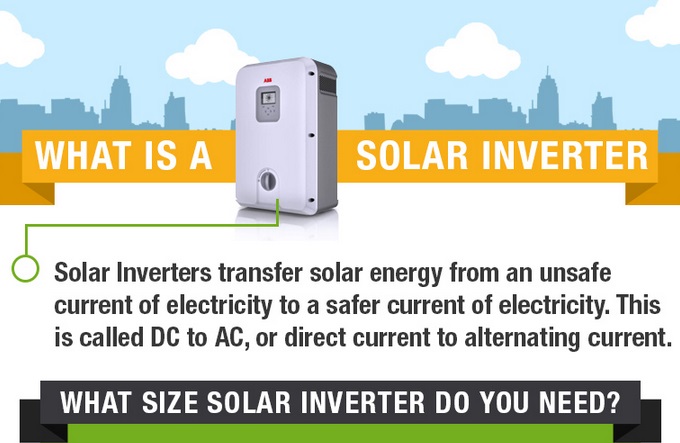 ABB
WHAT IS A SOLAR INVERTER
Solar Inverters transfer solar energy from an unsafe
current of electricity to a safer current of electricity. This
is called DC to AC, or direct current to alternating current.
WHAT SIZE SOLAR INVERTER DO YOU NEED?